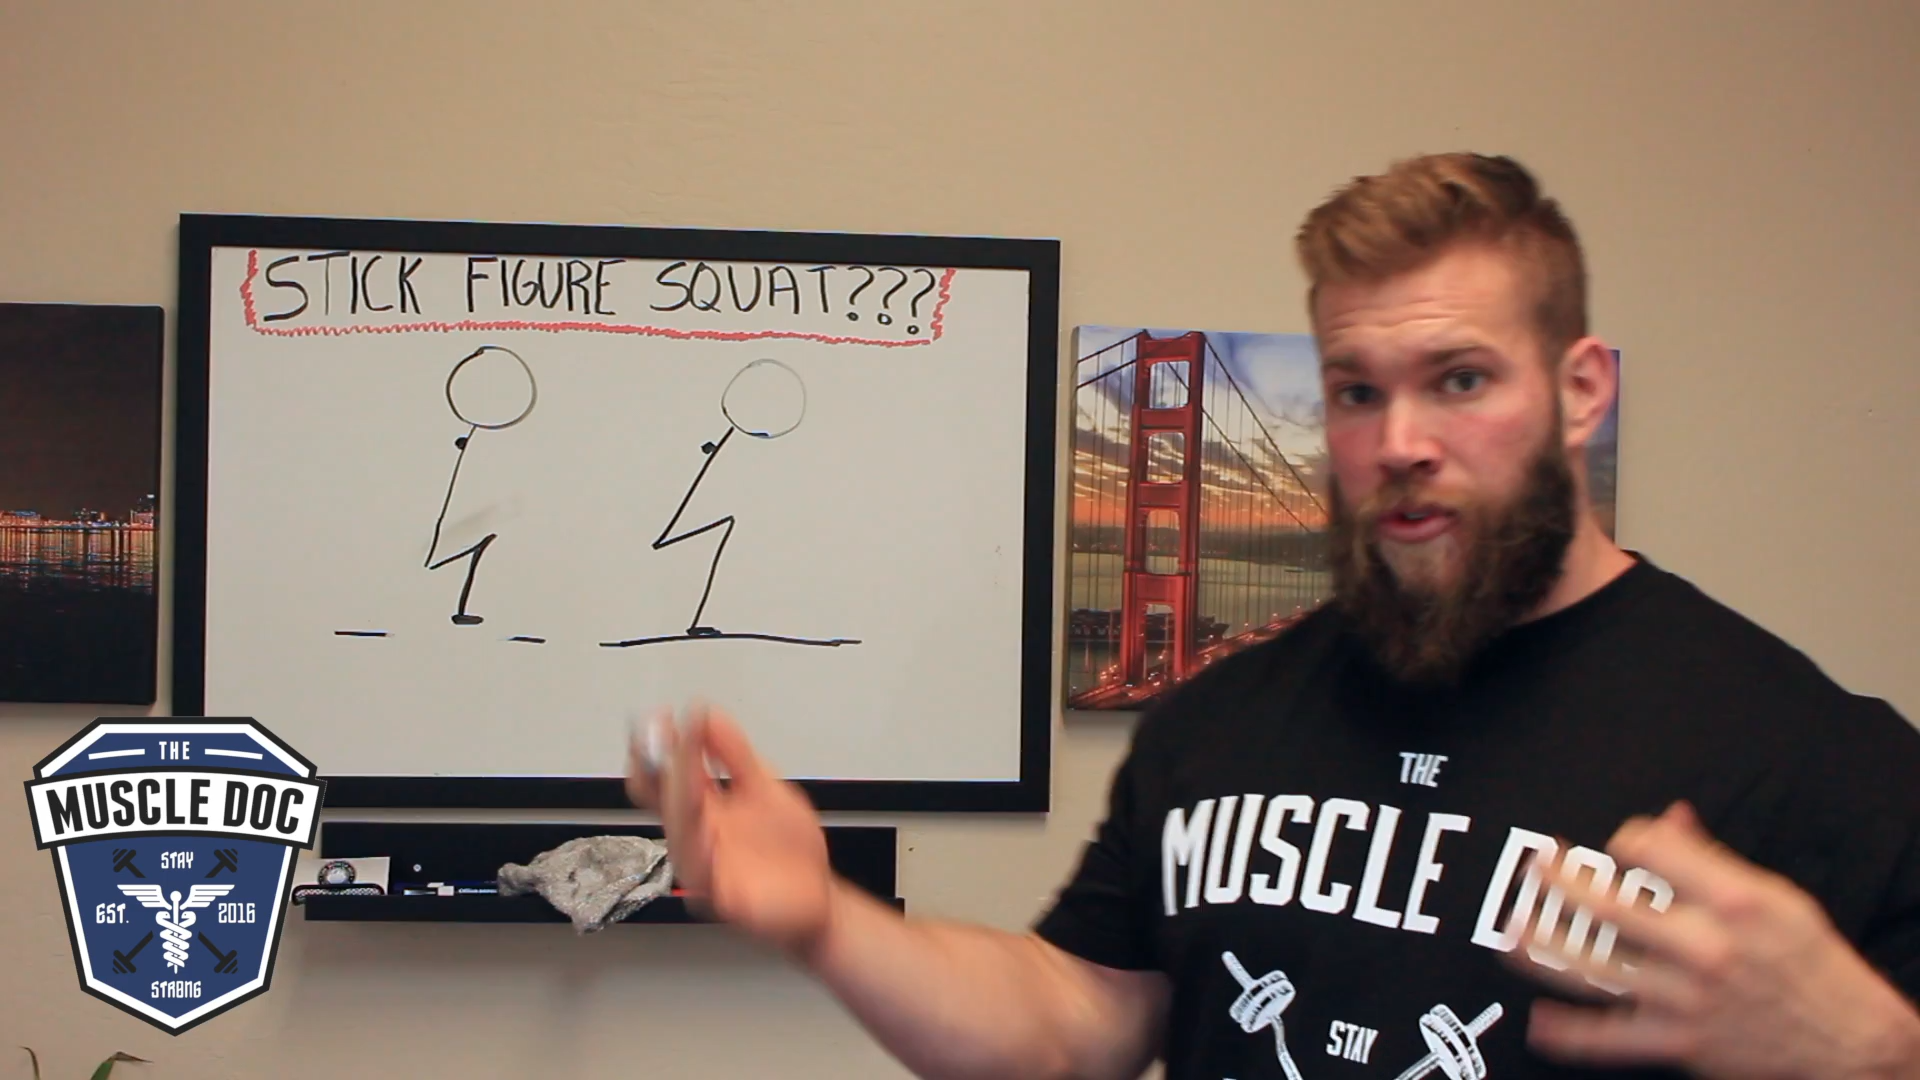 STICK FIGURE SQUAT???
THE
MUSCLE DOC
STAY
EST. 2016
STRONG
THE
MUSCLE DOC
STAY